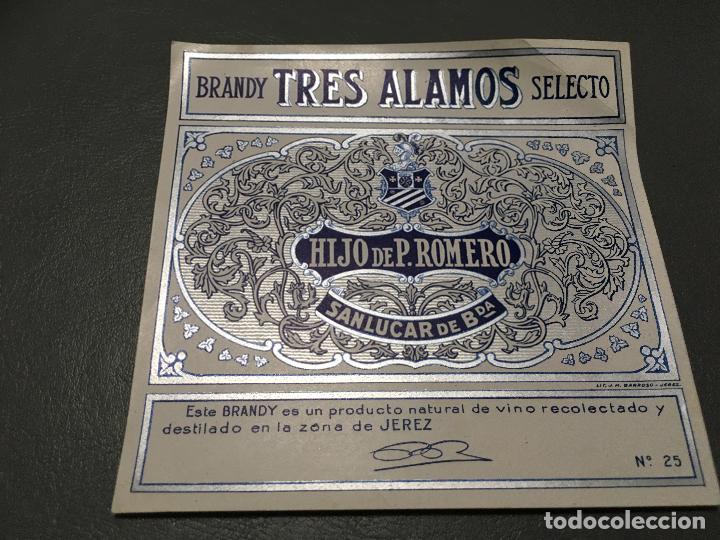 BRANDY TRES ALAMOS SELECTO
HIJO DE P. ROMERO
SANLUCAR DE BDA
LIT. J. M. BARROSO - JEREZ
Este BRANDY es un producto natural de vino recolectado y
destilado en la zona de JEREZ
Nº 25
todocoleccion.net